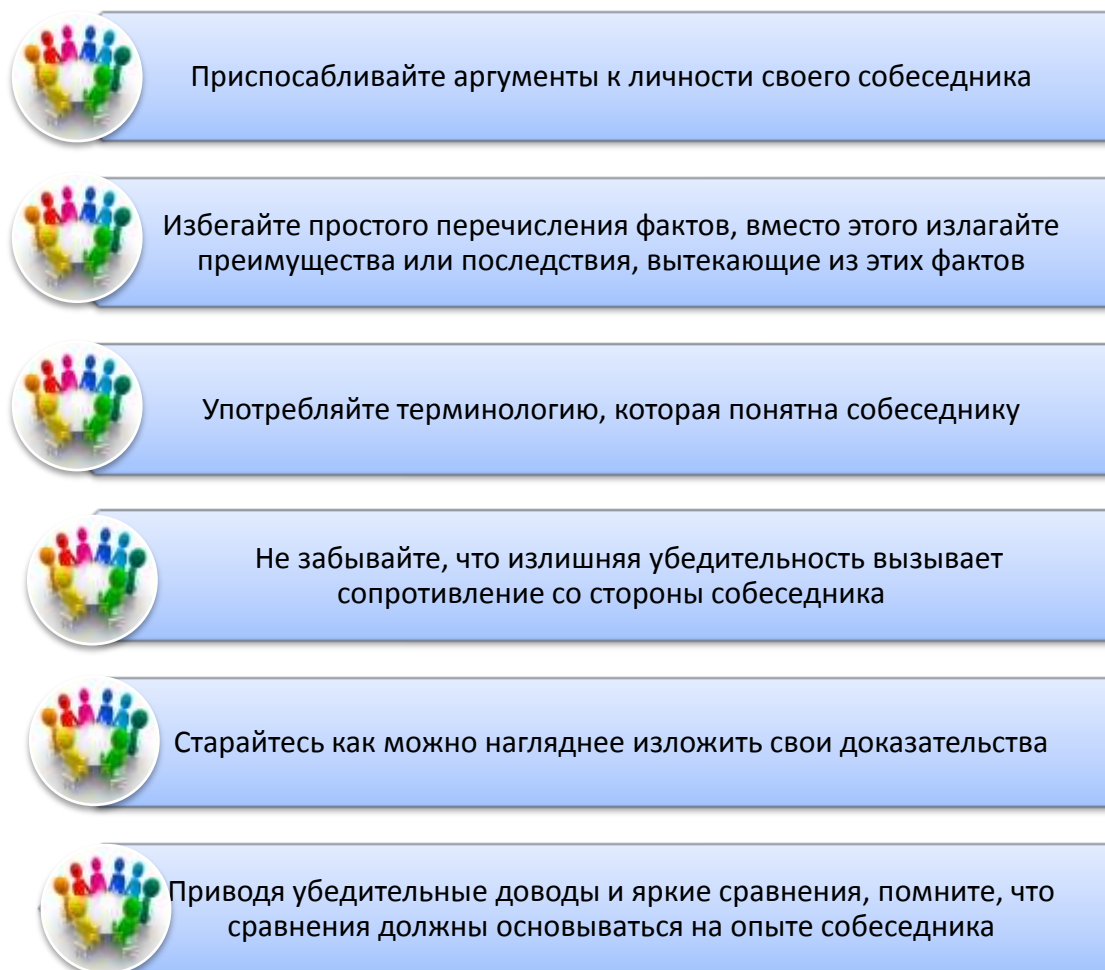 Приспосабливайте аргументы к личности своего собеседника
Избегайте простого перечисления фактов, вместо этого излагайте
преимущества или последствия, вытекающие из этих фактов
Употребляйте терминологию, которая понятна собеседнику
Не забывайте, что излишняя убедительность вызывает
сопротивление со стороны собеседника
Старайтесь как можно нагляднее изложить свои доказательства
Приводя убедительные доводы и яркие сравнения, помните, что
сравнения должны основываться на опыте собеседника